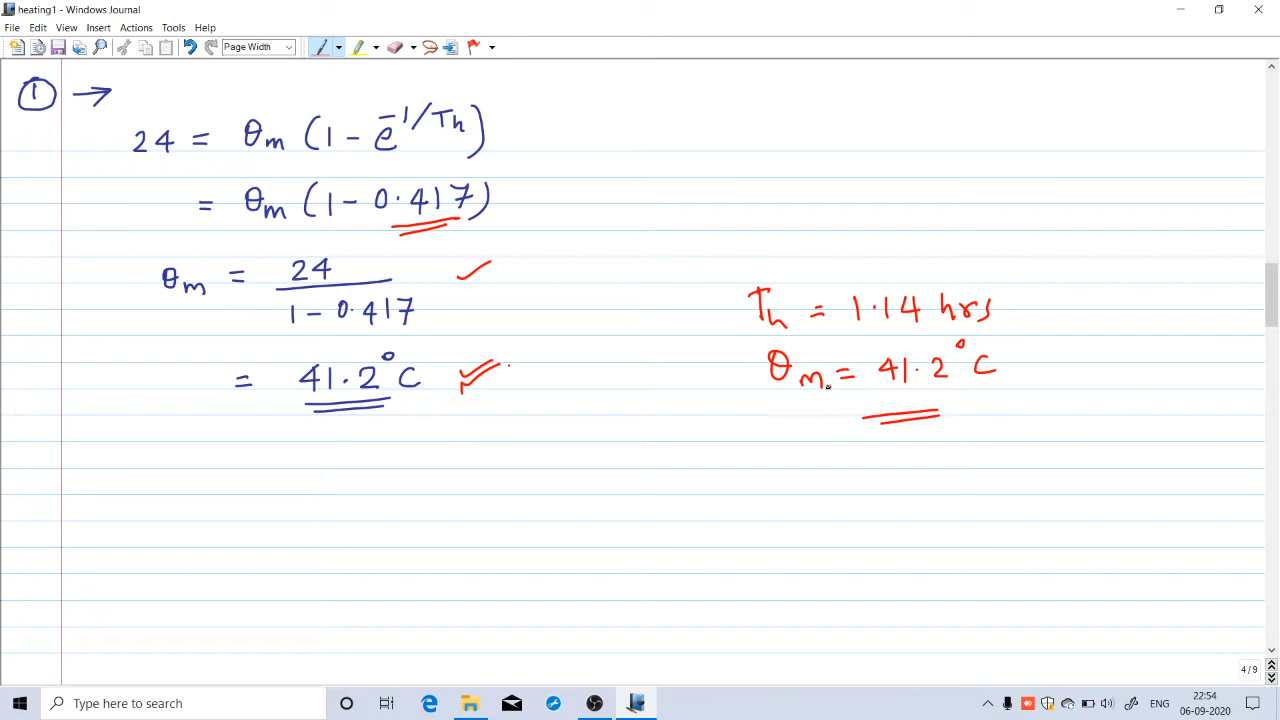 heating1 - Windows Journal
File Edit View Insert Actions Tools Help
Page Width
① →
24 = θm (1 - e^-1/Th)
= θm (1 - 0.417)
θm = 24 / 1 - 0.417
= 41.2°C
Th = 1.14 hrs
θm = 41.2°C
4/9
Type here to search
ENG
22:54
06-09-2020